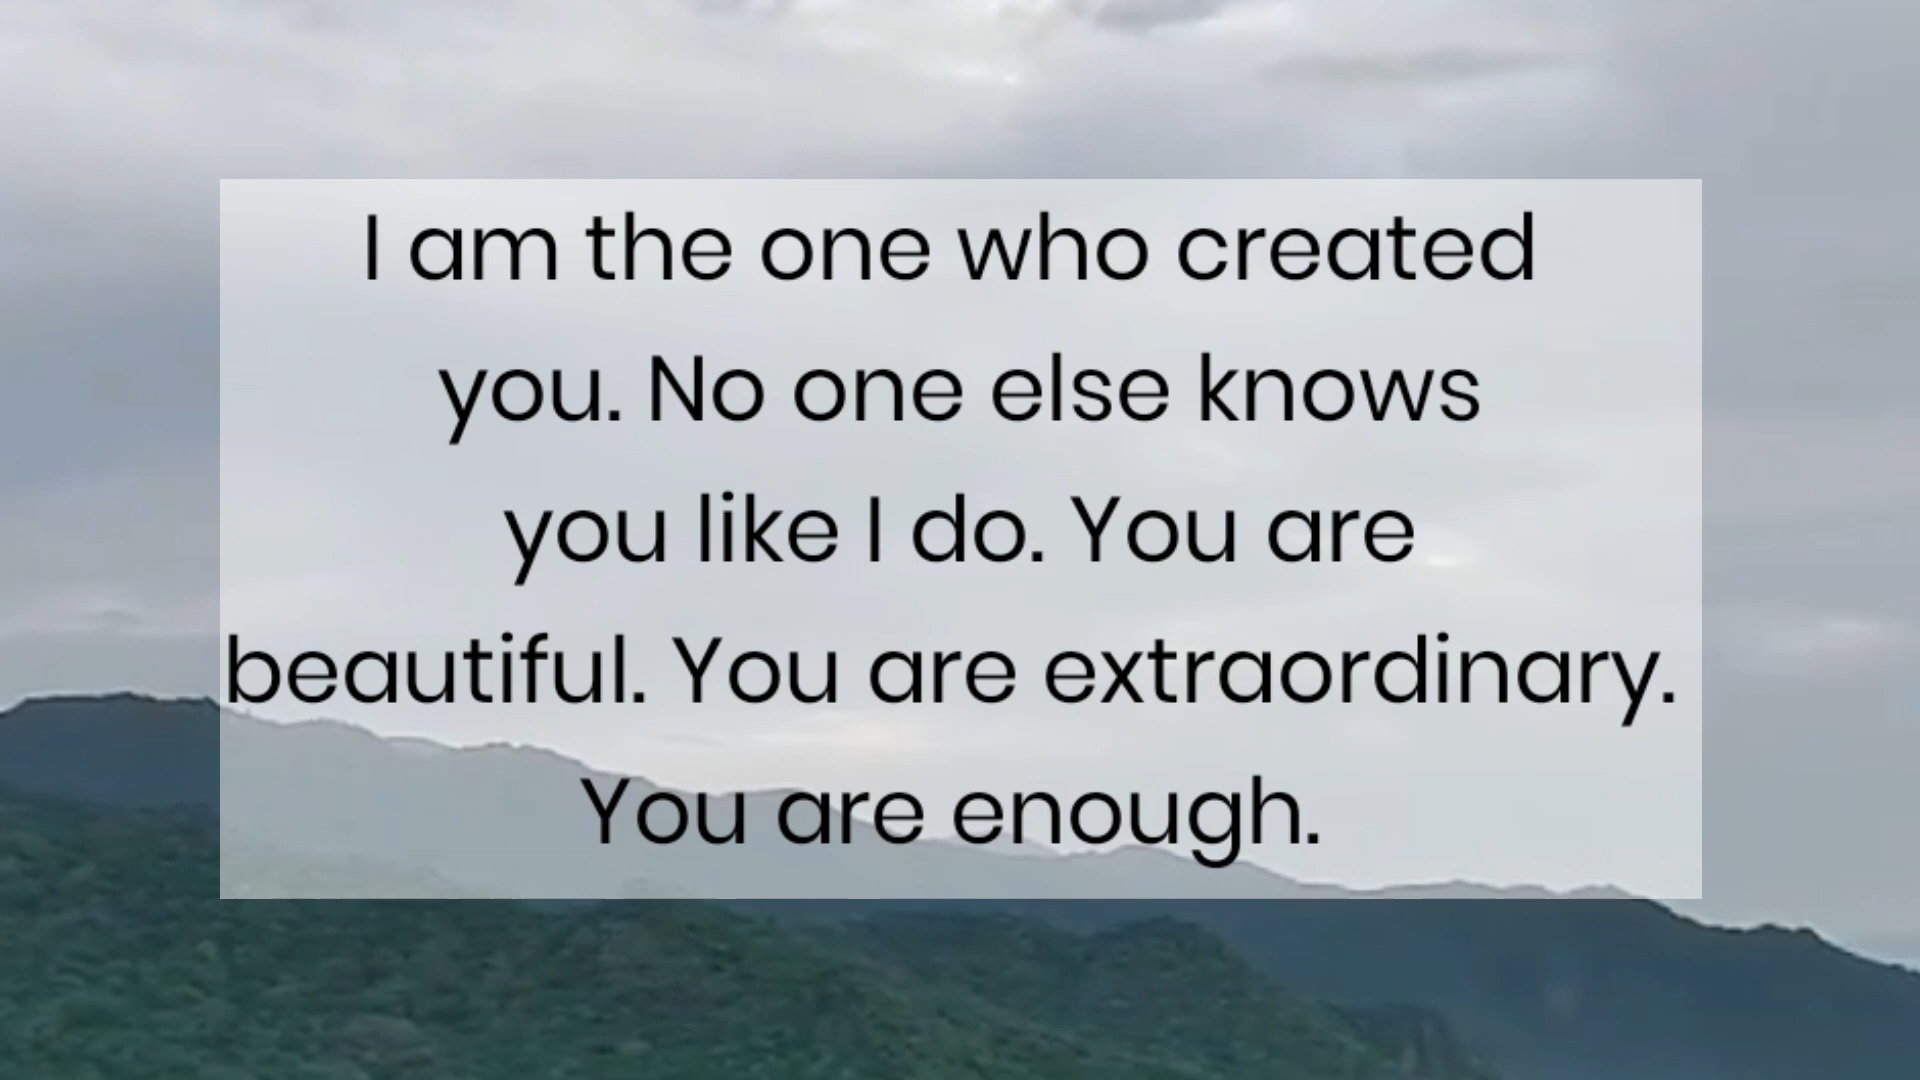 I am the one who created
you. No one else knows
you like I do. You are
beautiful. You are extraordinary.
You are enough.